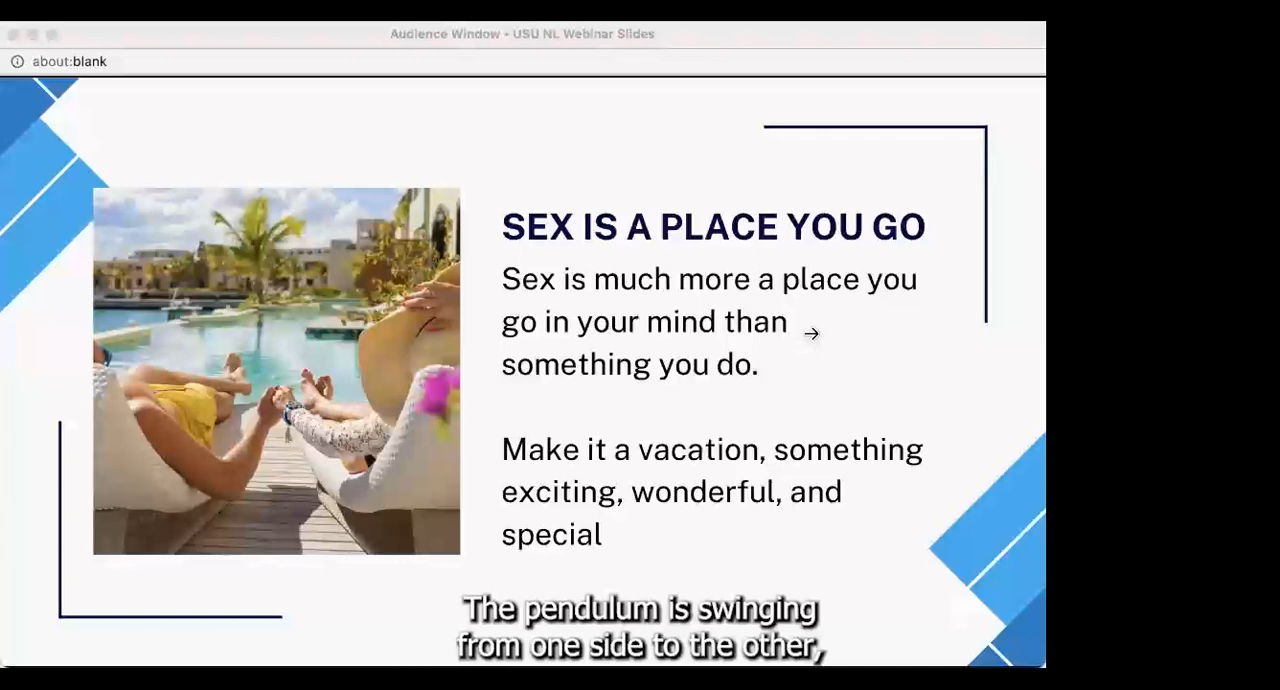 Audience Window - USU NL Webinar Slides
about:blank
SEX IS A PLACE YOU GO
Sex is much more a place you
go in your mind than
something you do.
Make it a vacation, something
exciting, wonderful, and
special
The pendulum is swinging
from one side to the other,